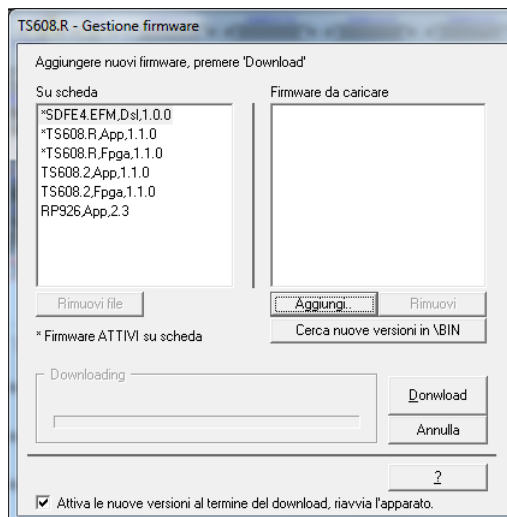 TS608.R - Gestione firmware
Aggiungere nuovi firmware, premere 'Download'
Su scheda
Firmware da caricare
*SDFE4.EFM,Dsl,1.0.0
*TS608.R,App,1.1.0
*TS608.R,Fpga,1.1.0
TS608.2,App,1.1.0
TS608.2,Fpga,1.1.0
RP926,App,2.3
Rimuovi file
Aggiungi..
Rimuovi
* Firmware ATTIVI su scheda
Cerca nuove versioni in \BIN
Downloading
Donwload
Annulla
?
Attiva le nuove versioni al termine del download, riavvia l'apparato.